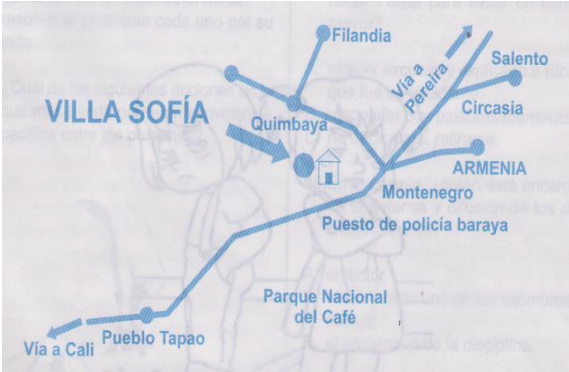 Filandia
Vía a
Pereira
Salento
Circasia
VILLA SOFÍA
Quimbaya
ARMENIA
Montenegro
Puesto de policía baraya
Parque Nacional
del Café
Pueblo Tapao
Vía a Cali